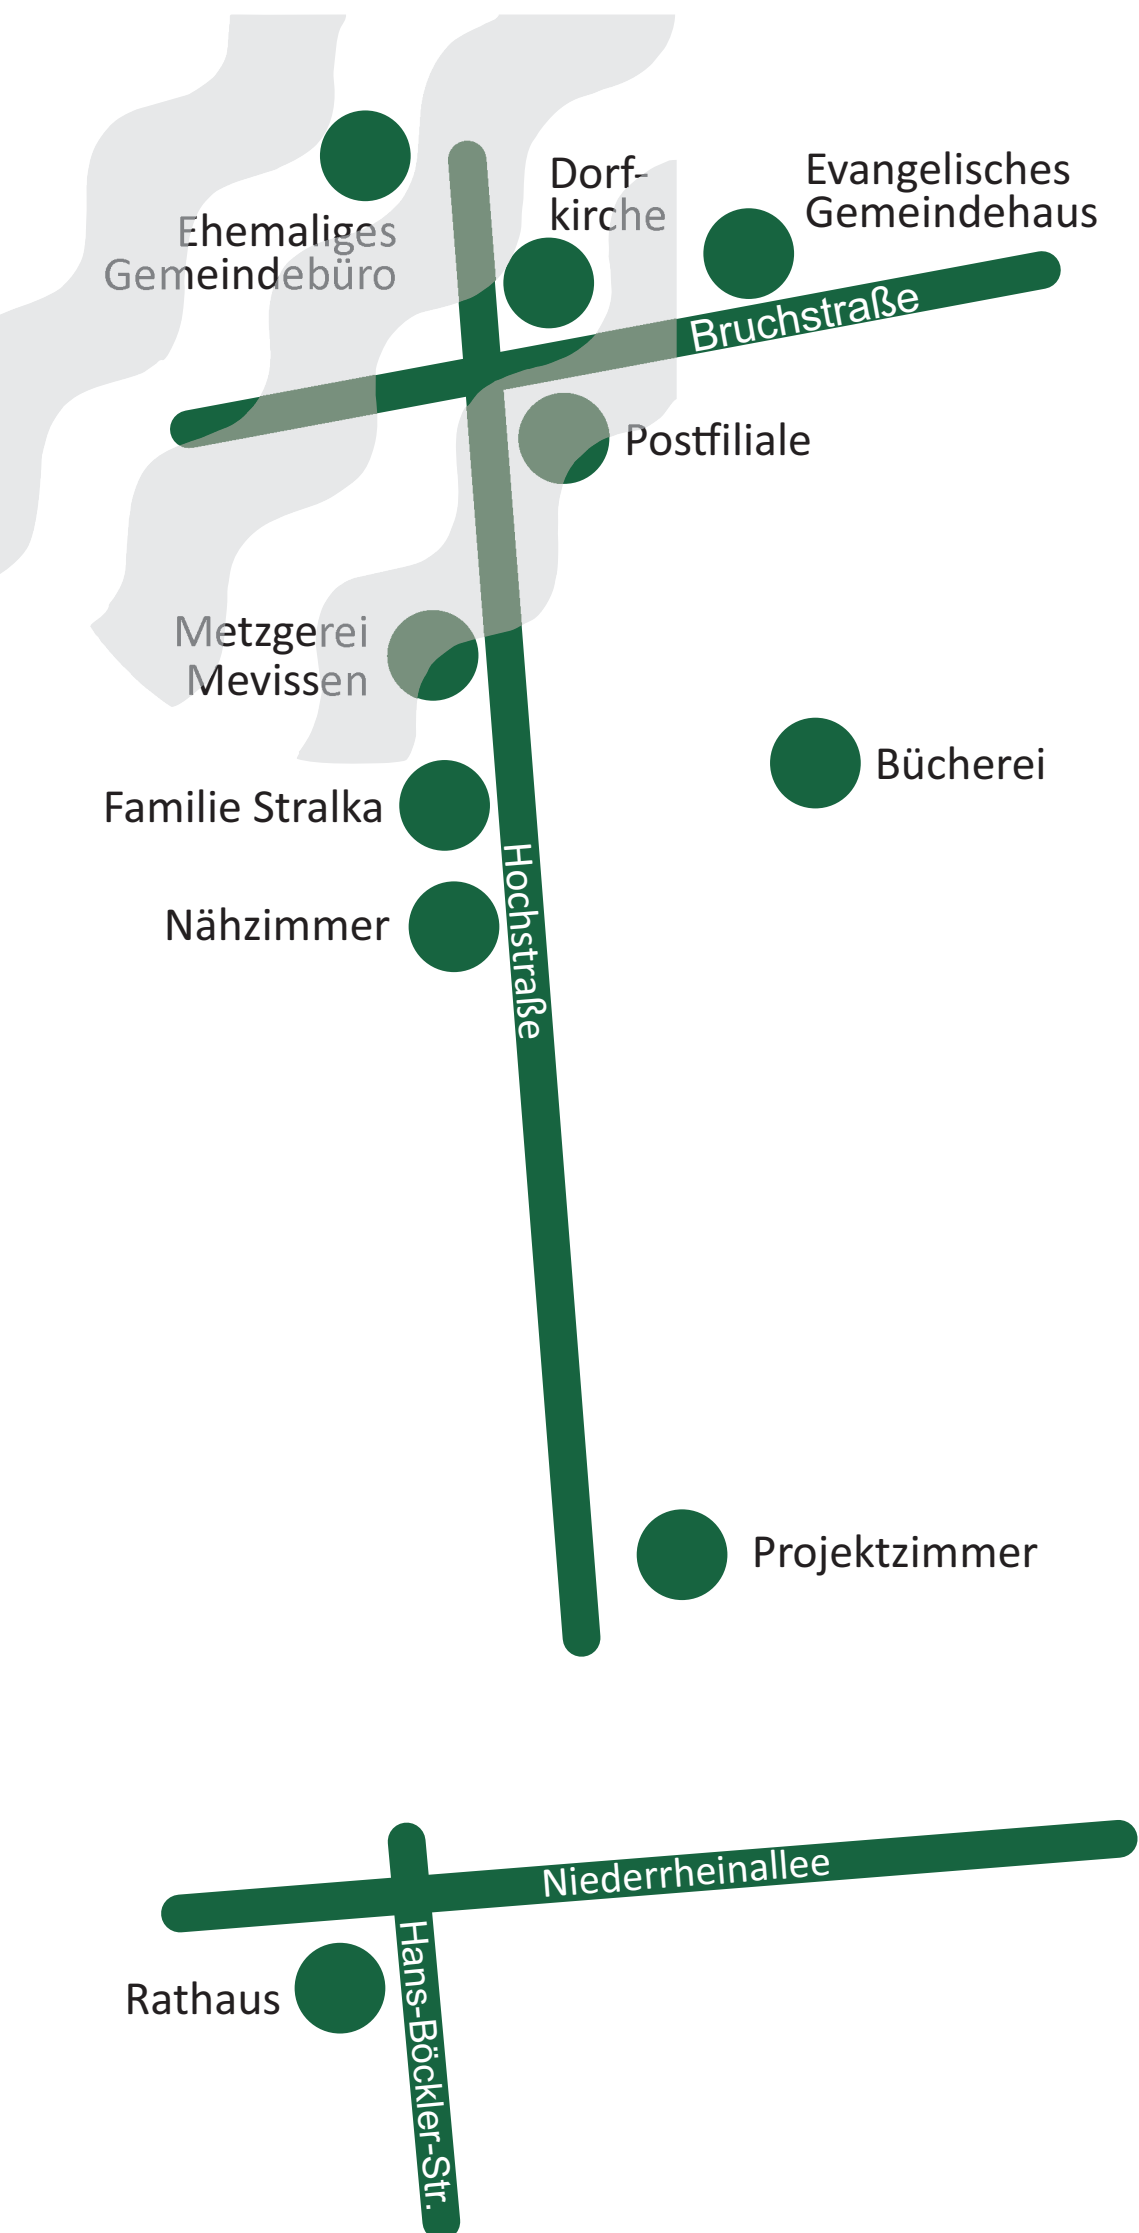 Dorf-
kirche
Evangelisches
Gemeindehaus
Ehemaliges
Gemeindebüro
Bruchstraße
Postfiliale
Metzgerei
Mevissen
Bücherei
Familie Stralka
Hochstraße
Nähzimmer
Projektzimmer
Niederrheinallee
Rathaus
Hans-Böckler-Str.